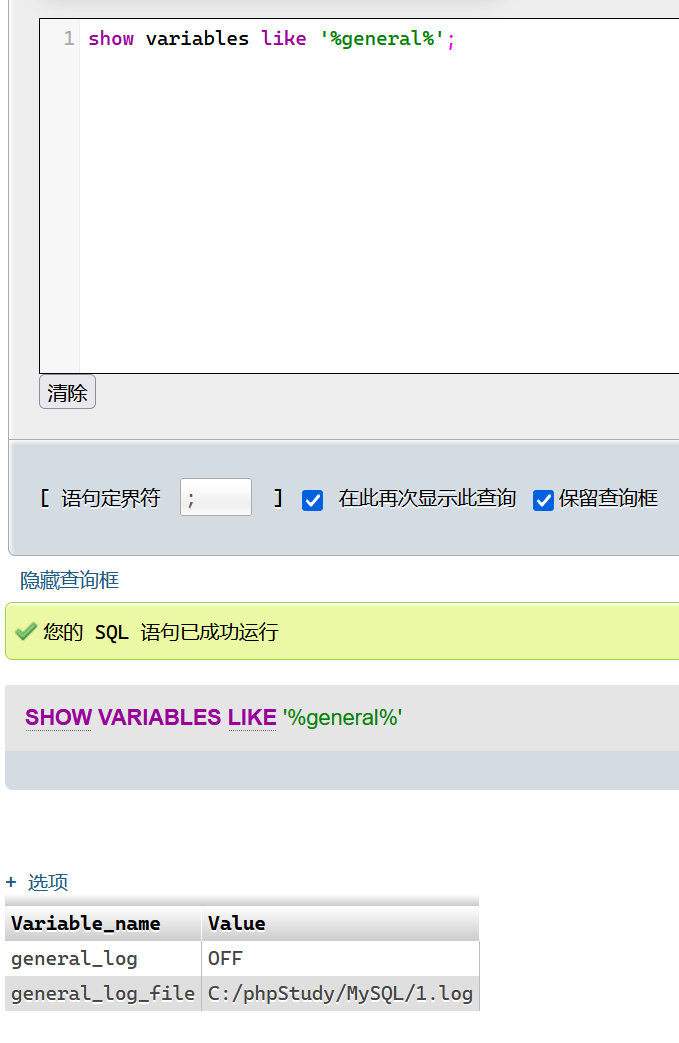 1 show variables like '%general%';
清除
[ 语句定界符 ; ] 在此再次显示此查询 保留查询框
隐藏查询框
您的 SQL 语句已成功运行
SHOW VARIABLES LIKE '%general%'
+ 选项
Variable_name Value
general_log OFF
general_log_file C:/phpStudy/MySQL/1.log